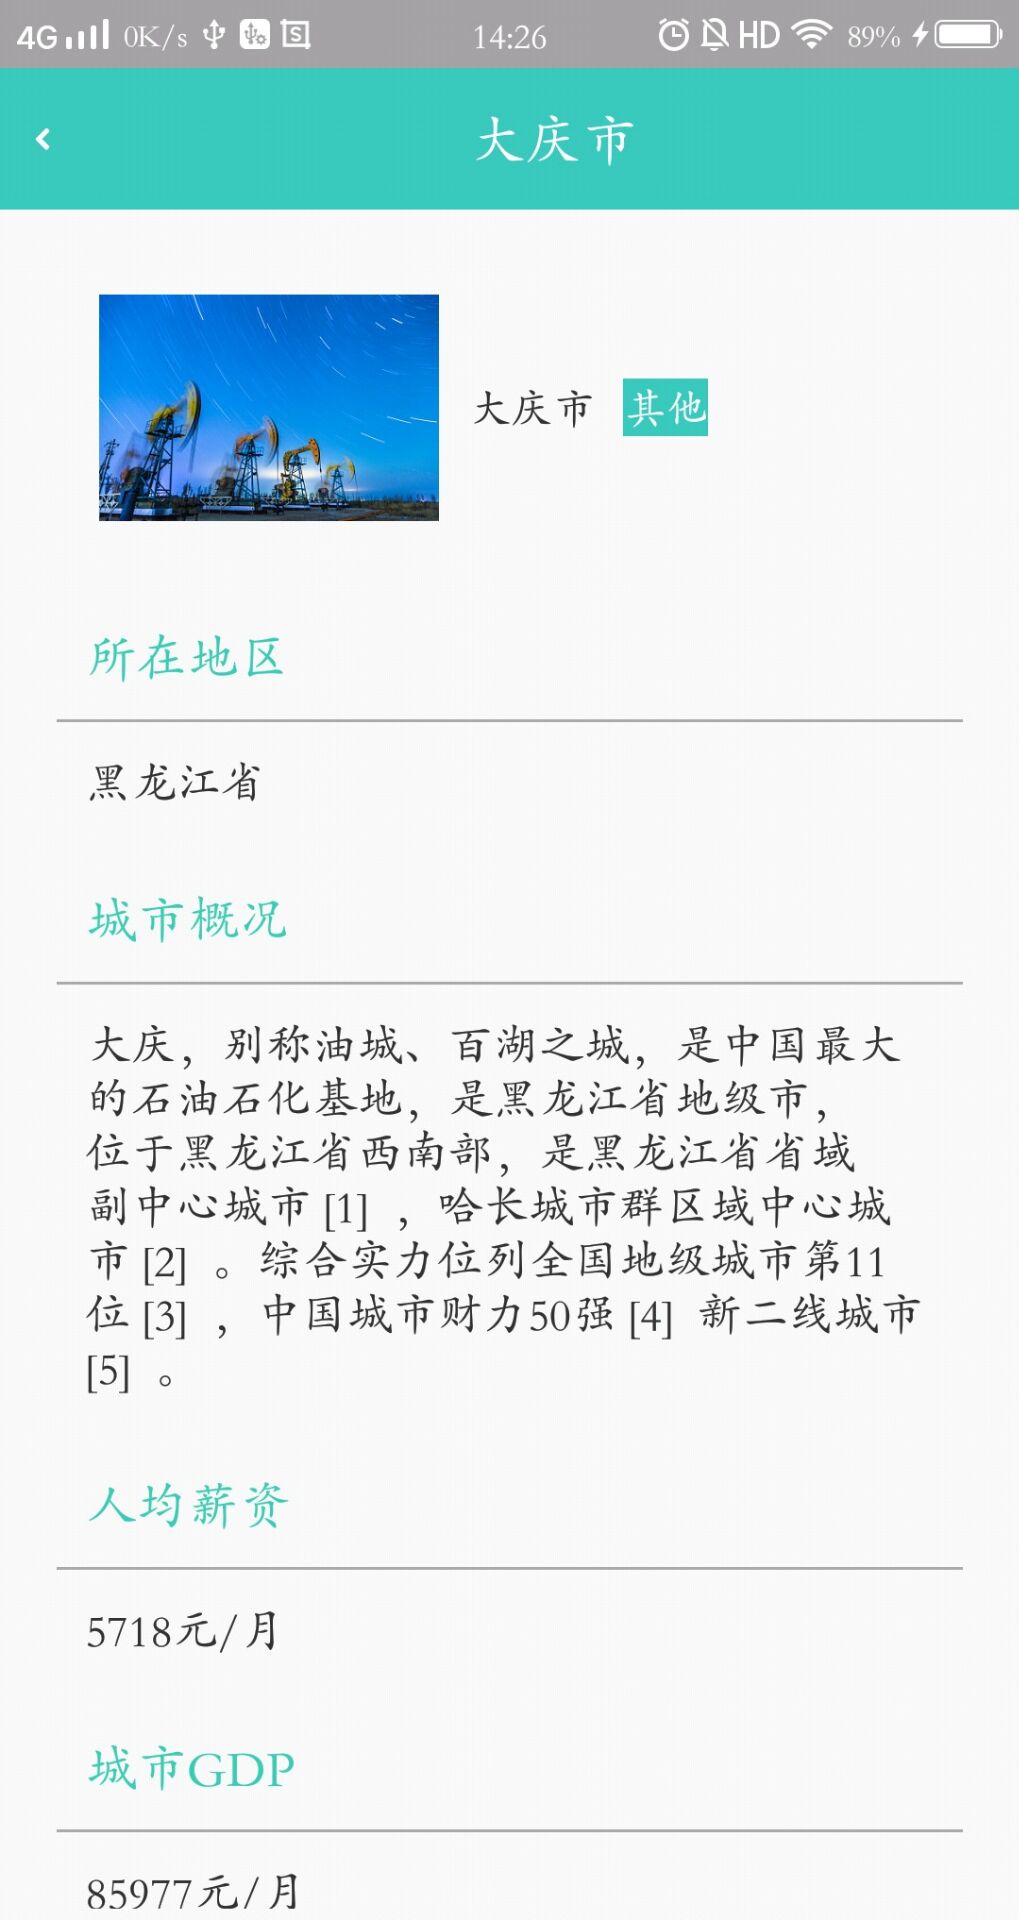 4G 0K/s 14:26 HD 89%
大庆市
大庆市 其他
所在地区
黑龙江省
城市概况
大庆，别称油城、百湖之城，是中国最大
的石油石化基地，是黑龙江省地级市，
位于黑龙江省西南部，是黑龙江省省域
副中心城市 [1] ，哈长城市群区域中心城
市 [2] 。综合实力位列全国地级城市第11
位 [3] ，中国城市财力50强 [4] 新二线城市
[5] 。
人均薪资
5718元/月
城市GDP
85977元/月